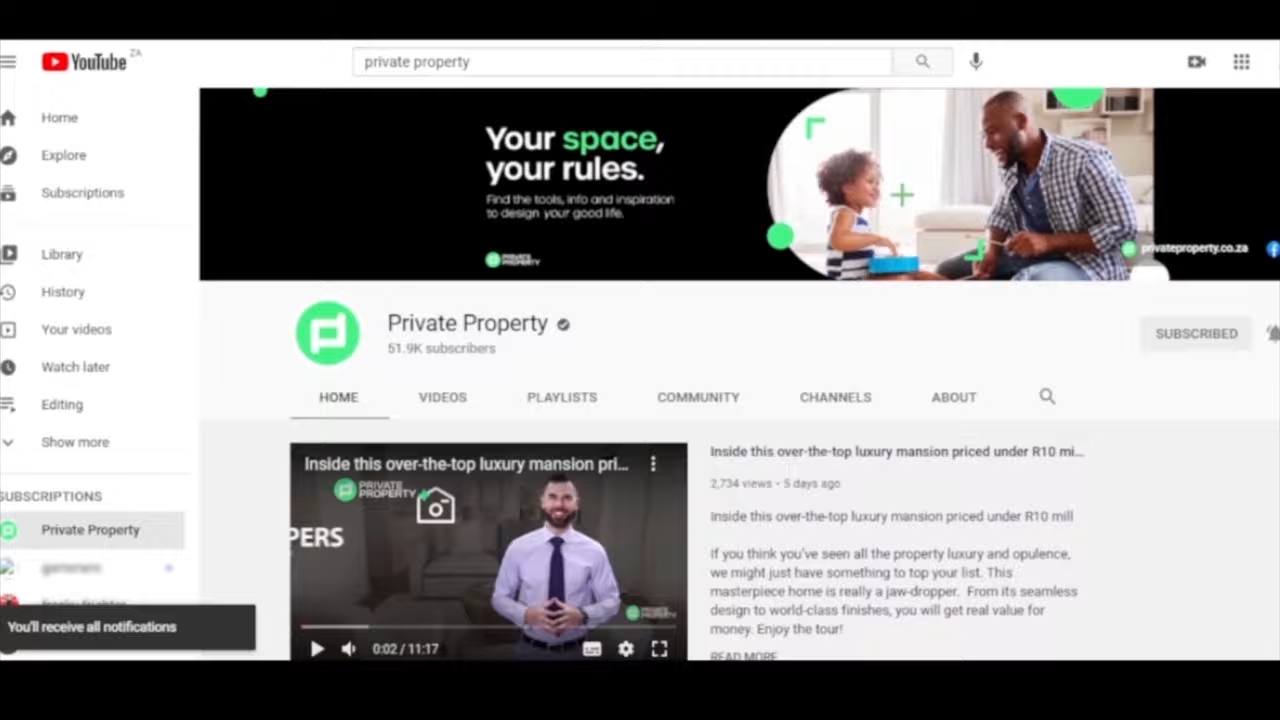 YouTube ZA
private property
Home
Explore
Subscriptions
Library
History
Your videos
Watch later
Editing
Show more
SUBSCRIPTIONS
Private Property
You'll receive all notifications
Your space,
your rules.
Find the tools, info and inspiration
to design your good life.
PRIVATE
PROPERTY
privateproperty.co.za
Private Property
51.9K subscribers
SUBSCRIBED
HOME VIDEOS PLAYLISTS COMMUNITY CHANNELS ABOUT
Inside this over-the-top luxury mansion pri...
PRIVATE
PROPERTY
PERS
PRIVATE
PROPERTY
0:02 / 11:17
Inside this over-the-top luxury mansion priced under R10 mi...
2,734 views • 5 days ago
Inside this over-the-top luxury mansion priced under R10 mill
If you think you've seen all the property luxury and opulence,
we might just have something to top your list. This
masterpiece home is really a jaw-dropper. From its seamless
design to world-class finishes, you will get real value for
money. Enjoy the tour!
READ MORE